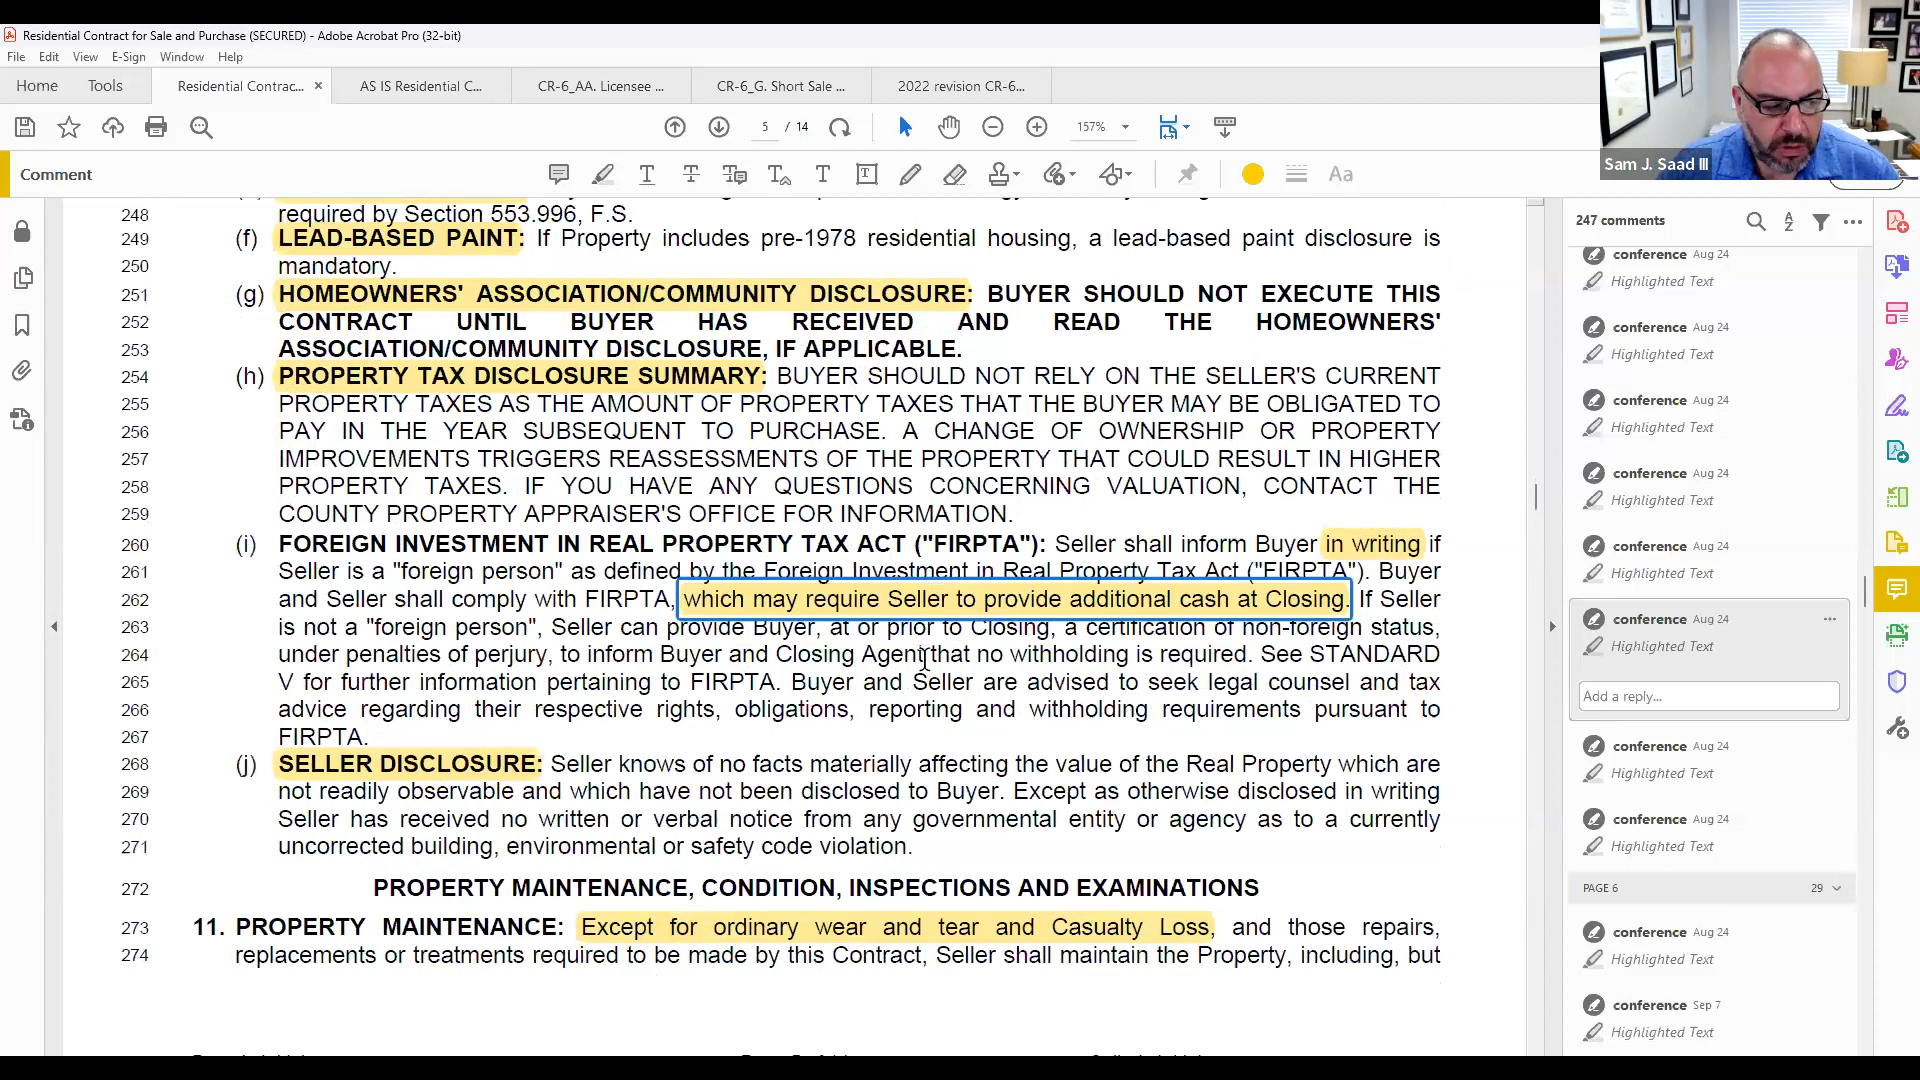 Residential Contract for Sale and Purchase (SECURED) - Adobe Acrobat Pro (32-bit)
File Edit View E-Sign Window Help
Home Tools Residential Contrac... × AS IS Residential C... CR-6_AA. Licensee ... CR-6_G. Short Sale ... 2022 revision CR-6...
5 / 14 157%
Comment
Aa
Sam J. Saad III
248 required by Section 553.996, F.S.
249 (f) LEAD-BASED PAINT: If Property includes pre-1978 residential housing, a lead-based paint disclosure is
250 mandatory.
251 (g) HOMEOWNERS' ASSOCIATION/COMMUNITY DISCLOSURE: BUYER SHOULD NOT EXECUTE THIS
252 CONTRACT UNTIL BUYER HAS RECEIVED AND READ THE HOMEOWNERS'
253 ASSOCIATION/COMMUNITY DISCLOSURE, IF APPLICABLE.
254 (h) PROPERTY TAX DISCLOSURE SUMMARY: BUYER SHOULD NOT RELY ON THE SELLER'S CURRENT
255 PROPERTY TAXES AS THE AMOUNT OF PROPERTY TAXES THAT THE BUYER MAY BE OBLIGATED TO
256 PAY IN THE YEAR SUBSEQUENT TO PURCHASE. A CHANGE OF OWNERSHIP OR PROPERTY
257 IMPROVEMENTS TRIGGERS REASSESSMENTS OF THE PROPERTY THAT COULD RESULT IN HIGHER
258 PROPERTY TAXES. IF YOU HAVE ANY QUESTIONS CONCERNING VALUATION, CONTACT THE
259 COUNTY PROPERTY APPRAISER'S OFFICE FOR INFORMATION.
260 (i) FOREIGN INVESTMENT IN REAL PROPERTY TAX ACT ("FIRPTA"): Seller shall inform Buyer in writing if
261 Seller is a "foreign person" as defined by the Foreign Investment in Real Property Tax Act ("FIRPTA"). Buyer
262 and Seller shall comply with FIRPTA, which may require Seller to provide additional cash at Closing. If Seller
263 is not a "foreign person", Seller can provide Buyer, at or prior to Closing, a certification of non-foreign status,
264 under penalties of perjury, to inform Buyer and Closing Agent that no withholding is required. See STANDARD
265 V for further information pertaining to FIRPTA. Buyer and Seller are advised to seek legal counsel and tax
266 advice regarding their respective rights, obligations, reporting and withholding requirements pursuant to
267 FIRPTA.
268 (j) SELLER DISCLOSURE: Seller knows of no facts materially affecting the value of the Real Property which are
269 not readily observable and which have not been disclosed to Buyer. Except as otherwise disclosed in writing
270 Seller has received no written or verbal notice from any governmental entity or agency as to a currently
271 uncorrected building, environmental or safety code violation.
272 PROPERTY MAINTENANCE, CONDITION, INSPECTIONS AND EXAMINATIONS
273 11. PROPERTY MAINTENANCE: Except for ordinary wear and tear and Casualty Loss, and those repairs,
274 replacements or treatments required to be made by this Contract, Seller shall maintain the Property, including, but
247 comments
conference Aug 24
Highlighted Text
conference Aug 24
Highlighted Text
conference Aug 24
Highlighted Text
conference Aug 24
Highlighted Text
conference Aug 24
Highlighted Text
conference Aug 24
Highlighted Text
Add a reply...
conference Aug 24
Highlighted Text
conference Aug 24
Highlighted Text
PAGE 6 29
conference Aug 24
Highlighted Text
conference Sep 7
Highlighted Text